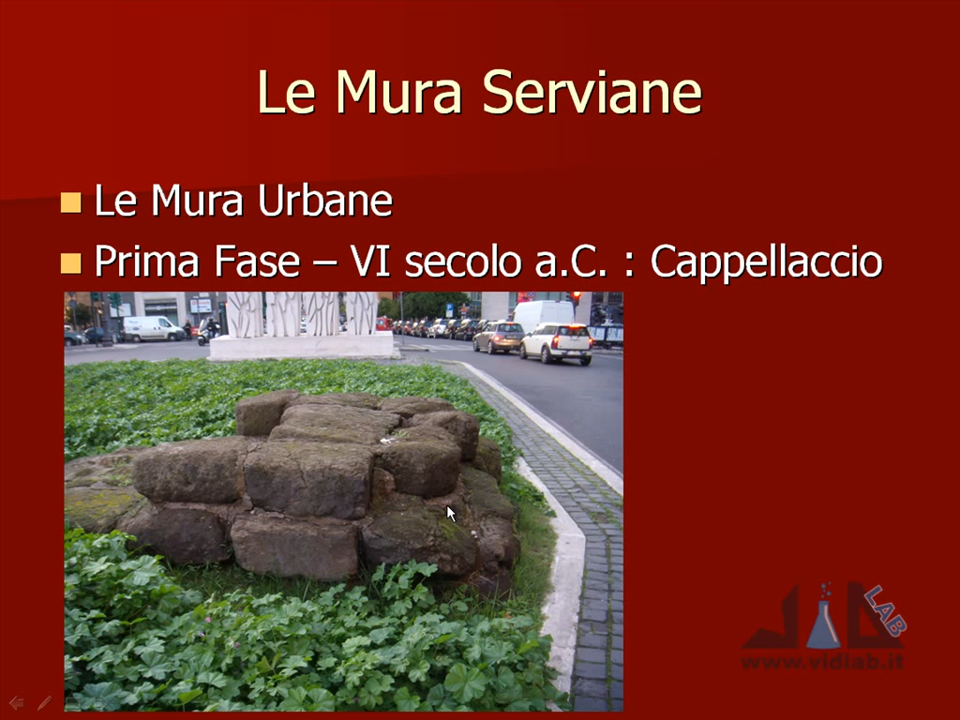 Le Mura Serviane
Le Mura Urbane
Prima Fase – VI secolo a.C. : Cappellaccio
LAB
www.vidlab.it